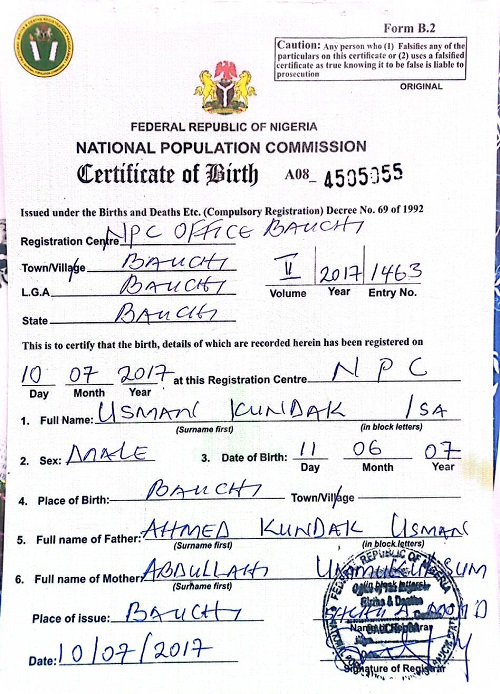 Form B.2
Caution: Any person who (1) Falsifies any of the particulars on this certificate or (2) uses a falsified certificate as true knowing it to be false is liable to prosecution
ORIGINAL
FEDERAL REPUBLIC OF NIGERIA
NATIONAL POPULATION COMMISSION
Certificate of Birth A08_ 4505055
Issued under the Births and Deaths Etc. (Compulsory Registration) Decree No. 69 of 1992
Registration Centre NPC OFFICE BAUCHI
Town/Village BAUCHI
L.G.A BAUCHI II 2017 1463
Volume Year Entry No.
State BAUCHI
This is to certify that the birth, details of which are recorded herein has been registered on
10 07 2017 at this Registration Centre NPC
Day Month Year
1. Full Name: USMAN KUNDAK ISA
(Surname first) (in block letters)
2. Sex: MALE 3. Date of Birth: 11 06 07
Day Month Year
4. Place of Birth: BAUCHI Town/Village
5. Full name of Father: AHMED KUNDAK USMAN
(Surname first) (in block letters)
6. Full name of Mother: ABDULLAHI UMMUKULSUM
(Surname first) (in block letters)
Place of issue: BAUCHI
Name of Registrar
Date: 10/07/2017
Signature of Registrar